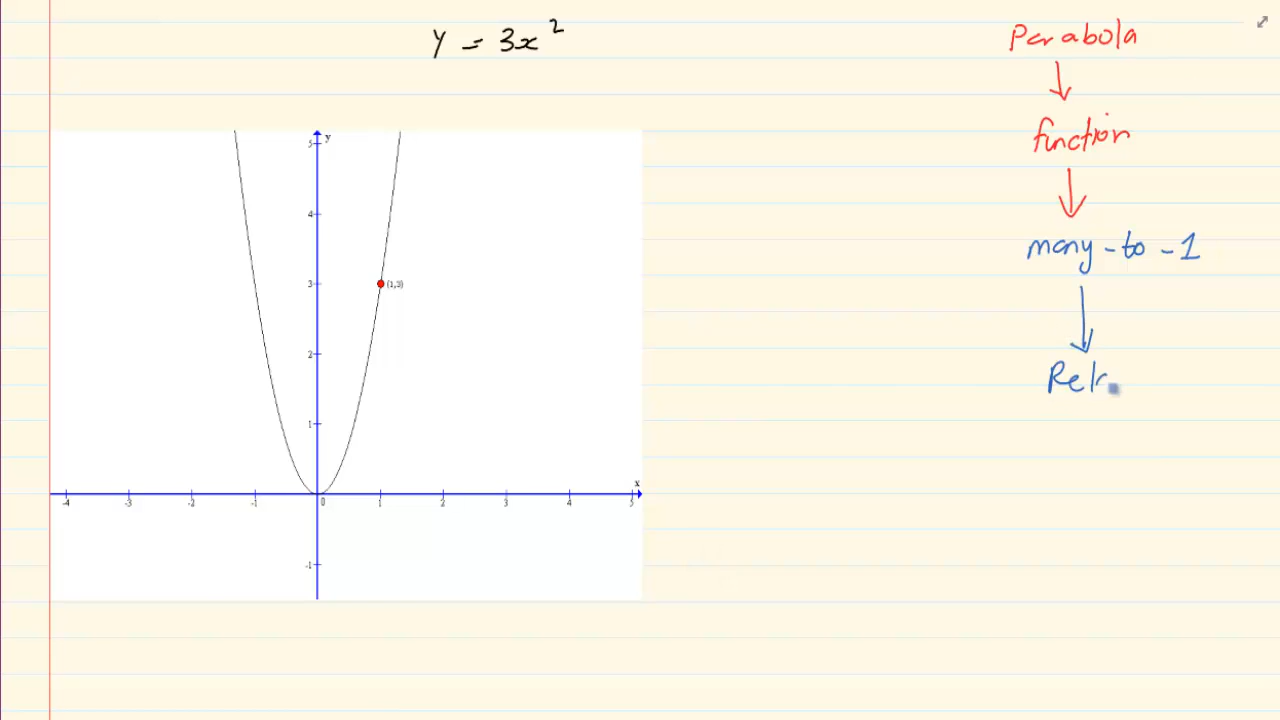 y = 3x²
Parabola
function
many-to-1
y
5
4
3
(1,3)
2
1
x
-4 -3 -2 -1 0 1 2 3 4 5
-1